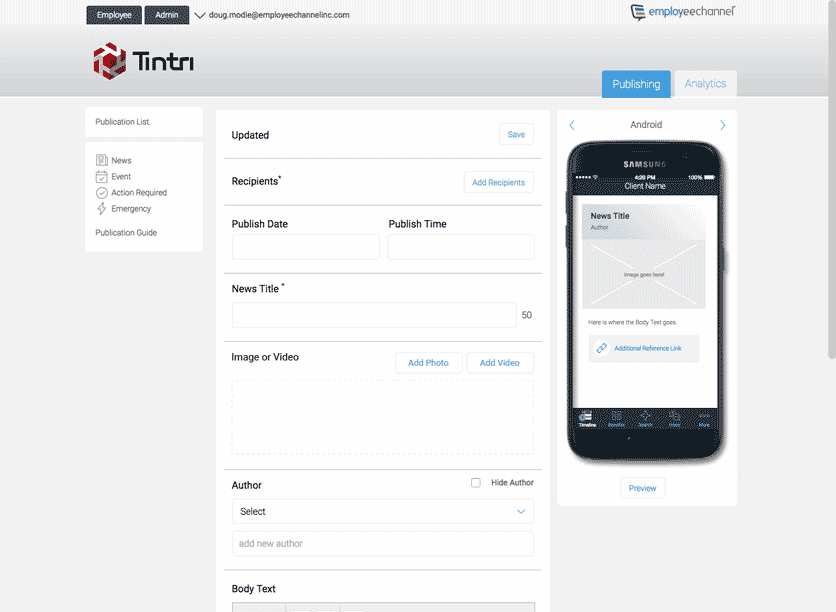 Employee
Admin
doug.modie@employeechannelinc.com
employeechannel
Tintri
Publishing
Analytics
Publication List
News
Event
Action Required
Emergency
Publication Guide
Updated
Save
Recipients*
Add Recipients
Publish Date
Publish Time
News Title *
50
Image or Video
Add Photo
Add Video
Author
Hide Author
Select
add new author
Body Text
Android
SAMSUNG
4:20 PM
100%
Client Name
News Title
Author
Image goes here!
Here is where the Body Text goes.
Additional Reference Link
Timeline
Benefits
Search
More
Preview